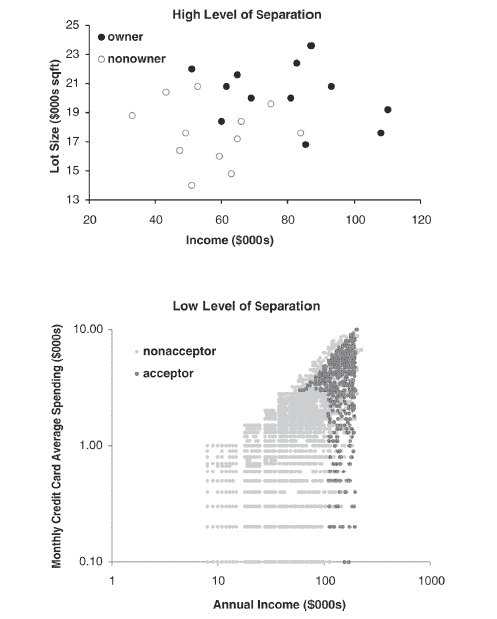 High Level of Separation
25
23
21
19
17
15
13
owner
nonowner
Lot Size ($000s sqft)
20 40 60 80 100 120
Income ($000s)
Low Level of Separation
10.00
1.00
0.10
nonacceptor
acceptor
Monthly Credit Card Average Spending ($000s)
1 10 100 1000
Annual Income ($000s)